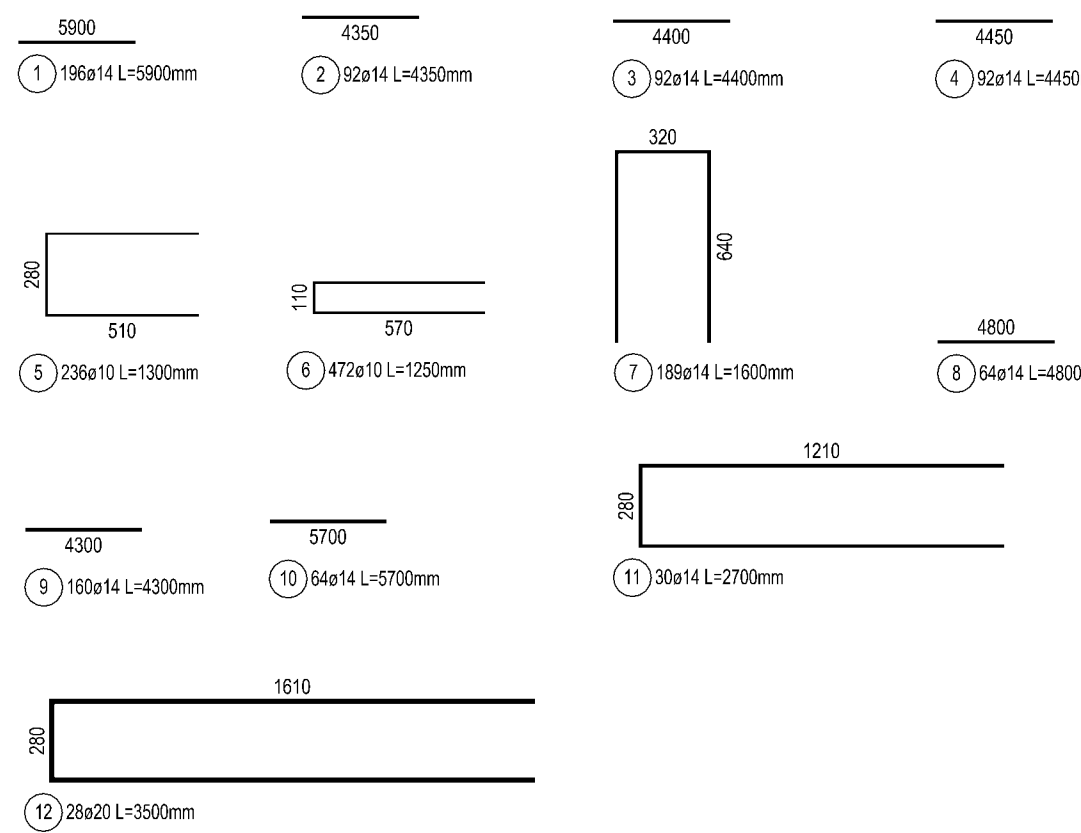 5900
1 196ø14 L=5900mm
4350
2 92ø14 L=4350mm
4400
3 92ø14 L=4400mm
4450
4 92ø14 L=4450
280
510
5 236ø10 L=1300mm
110
570
6 472ø10 L=1250mm
320
640
7 189ø14 L=1600mm
4800
8 64ø14 L=4800
4300
9 160ø14 L=4300mm
5700
10 64ø14 L=5700mm
1210
280
11 30ø14 L=2700mm
1610
280
12 28ø20 L=3500mm